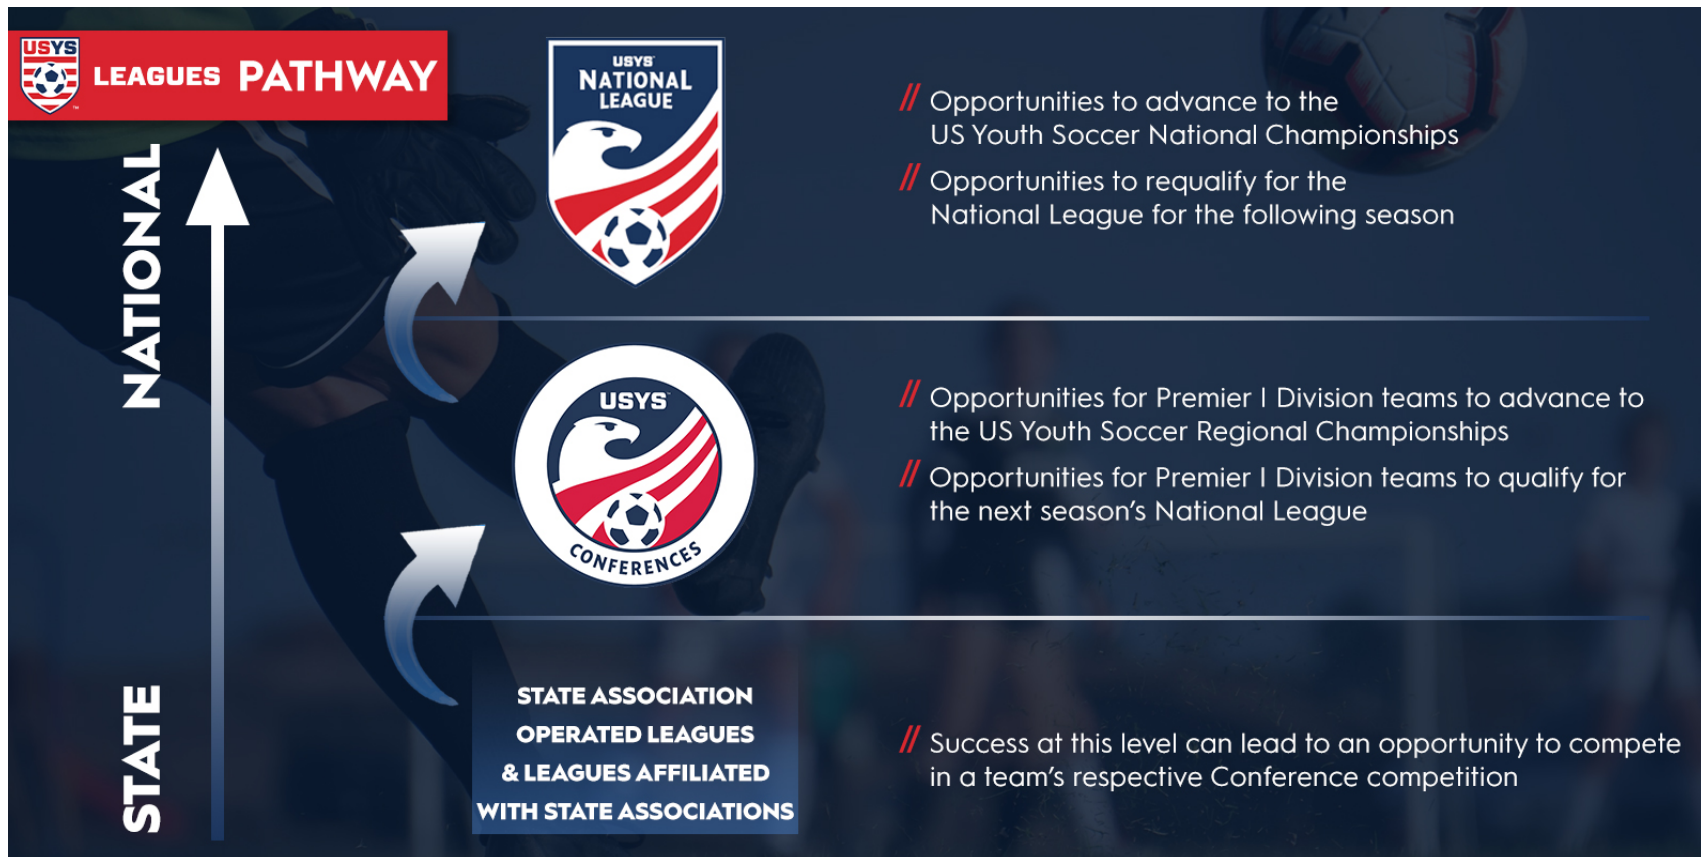 USYS
LEAGUES PATHWAY
™
NATIONAL
STATE
USYS
NATIONAL
LEAGUE
// Opportunities to advance to the
US Youth Soccer National Championships
// Opportunities to requalify for the
National League for the following season
USYS
CONFERENCES
// Opportunities for Premier I Division teams to advance to
the US Youth Soccer Regional Championships
// Opportunities for Premier I Division teams to qualify for
the next season's National League
STATE ASSOCIATION
OPERATED LEAGUES
& LEAGUES AFFILIATED
WITH STATE ASSOCIATIONS
// Success at this level can lead to an opportunity to compete
in a team's respective Conference competition